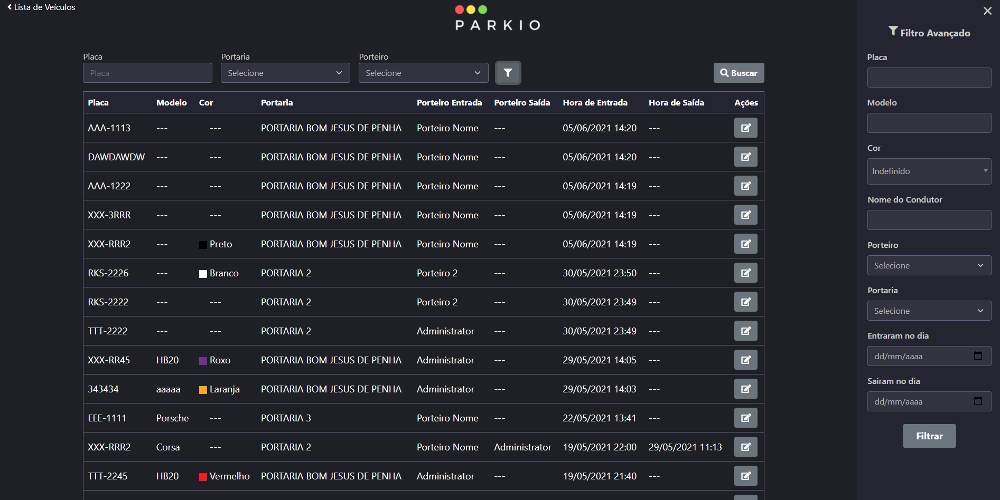 Lista de Veículos
PARKIO
Placa Portaria Porteiro
Placa Selecione Selecione Buscar
Placa Modelo Cor Portaria Porteiro Entrada Porteiro Saída Hora de Entrada Hora de Saída Ações
AAA-1113 --- --- PORTARIA BOM JESUS DE PENHA Porteiro Nome --- 05/06/2021 14:20 ---
DAWDAWDW --- --- PORTARIA BOM JESUS DE PENHA Porteiro Nome --- 05/06/2021 14:20 ---
AAA-1222 --- --- PORTARIA BOM JESUS DE PENHA Porteiro Nome --- 05/06/2021 14:19 ---
XXX-3RRR --- --- PORTARIA BOM JESUS DE PENHA Porteiro Nome --- 05/06/2021 14:19 ---
XXX-RRR2 --- Preto PORTARIA BOM JESUS DE PENHA Porteiro Nome --- 05/06/2021 14:19 ---
RKS-2226 --- Branco PORTARIA 2 Porteiro 2 --- 30/05/2021 23:50 ---
RKS-2222 --- --- PORTARIA 2 Porteiro 2 --- 30/05/2021 23:49 ---
TTT-2222 --- --- PORTARIA 2 Administrator --- 30/05/2021 23:49 ---
XXX-RR45 HB20 Roxo PORTARIA BOM JESUS DE PENHA Administrator --- 29/05/2021 14:05 ---
343434 aaaaa Laranja PORTARIA BOM JESUS DE PENHA Administrator --- 29/05/2021 14:03 ---
EEE-1111 Porsche --- PORTARIA 3 Porteiro Nome --- 22/05/2021 13:41 ---
XXX-RRR2 Corsa --- PORTARIA 2 Porteiro Nome Administrator 19/05/2021 22:00 29/05/2021 11:13
TTT-2245 HB20 Vermelho PORTARIA BOM JESUS DE PENHA Administrator --- 19/05/2021 21:40 ---
Filtro Avançado
Placa
Modelo
Cor
Indefinido
Nome do Condutor
Porteiro
Selecione
Portaria
Selecione
Entraram no dia
dd/mm/aaaa
Sairam no dia
dd/mm/aaaa
Filtrar